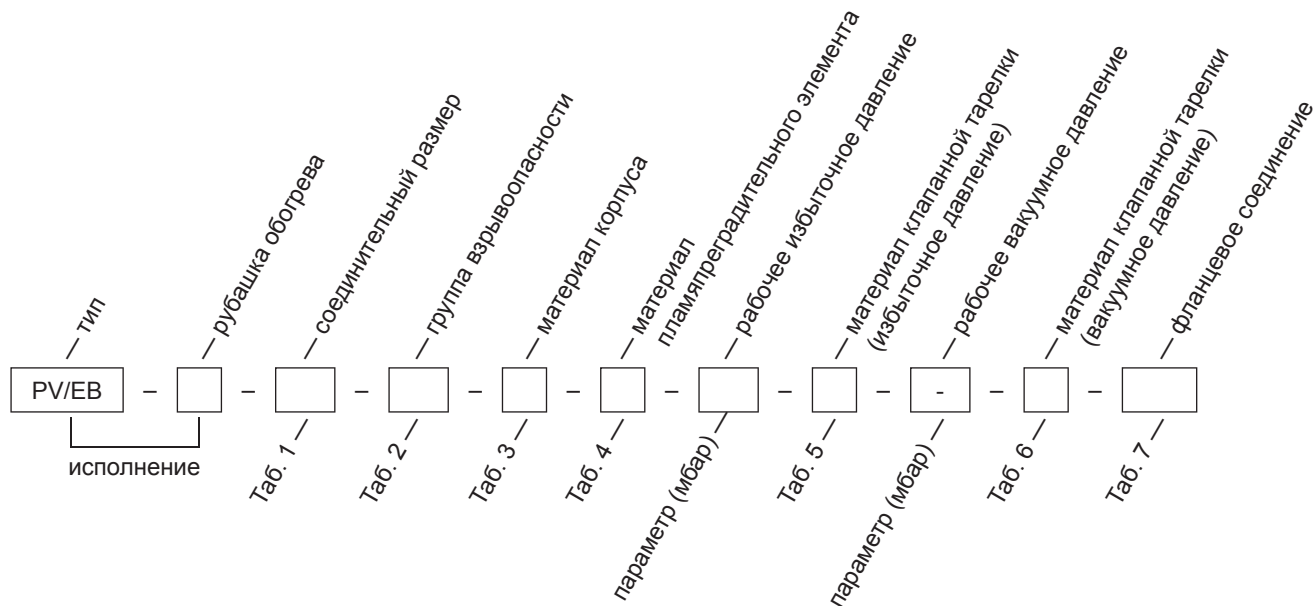 тип
рубашка обогрева
соединительный размер
группа взрывоопасности
материал корпуса
материал
пламяпреградительного элемента
рабочее избыточное давление
материал клапанной тарелки
(избыточное давление)
рабочее вакуумное давление
материал клапанной тарелки
(вакуумное давление)
фланцевое соединение
PV/EB – – – – – – – – - – –
исполнение
Таб. 1
Таб. 2
Таб. 3
Таб. 4
параметр (мбар)
Таб. 5
параметр (мбар)
Таб. 6
Таб. 7